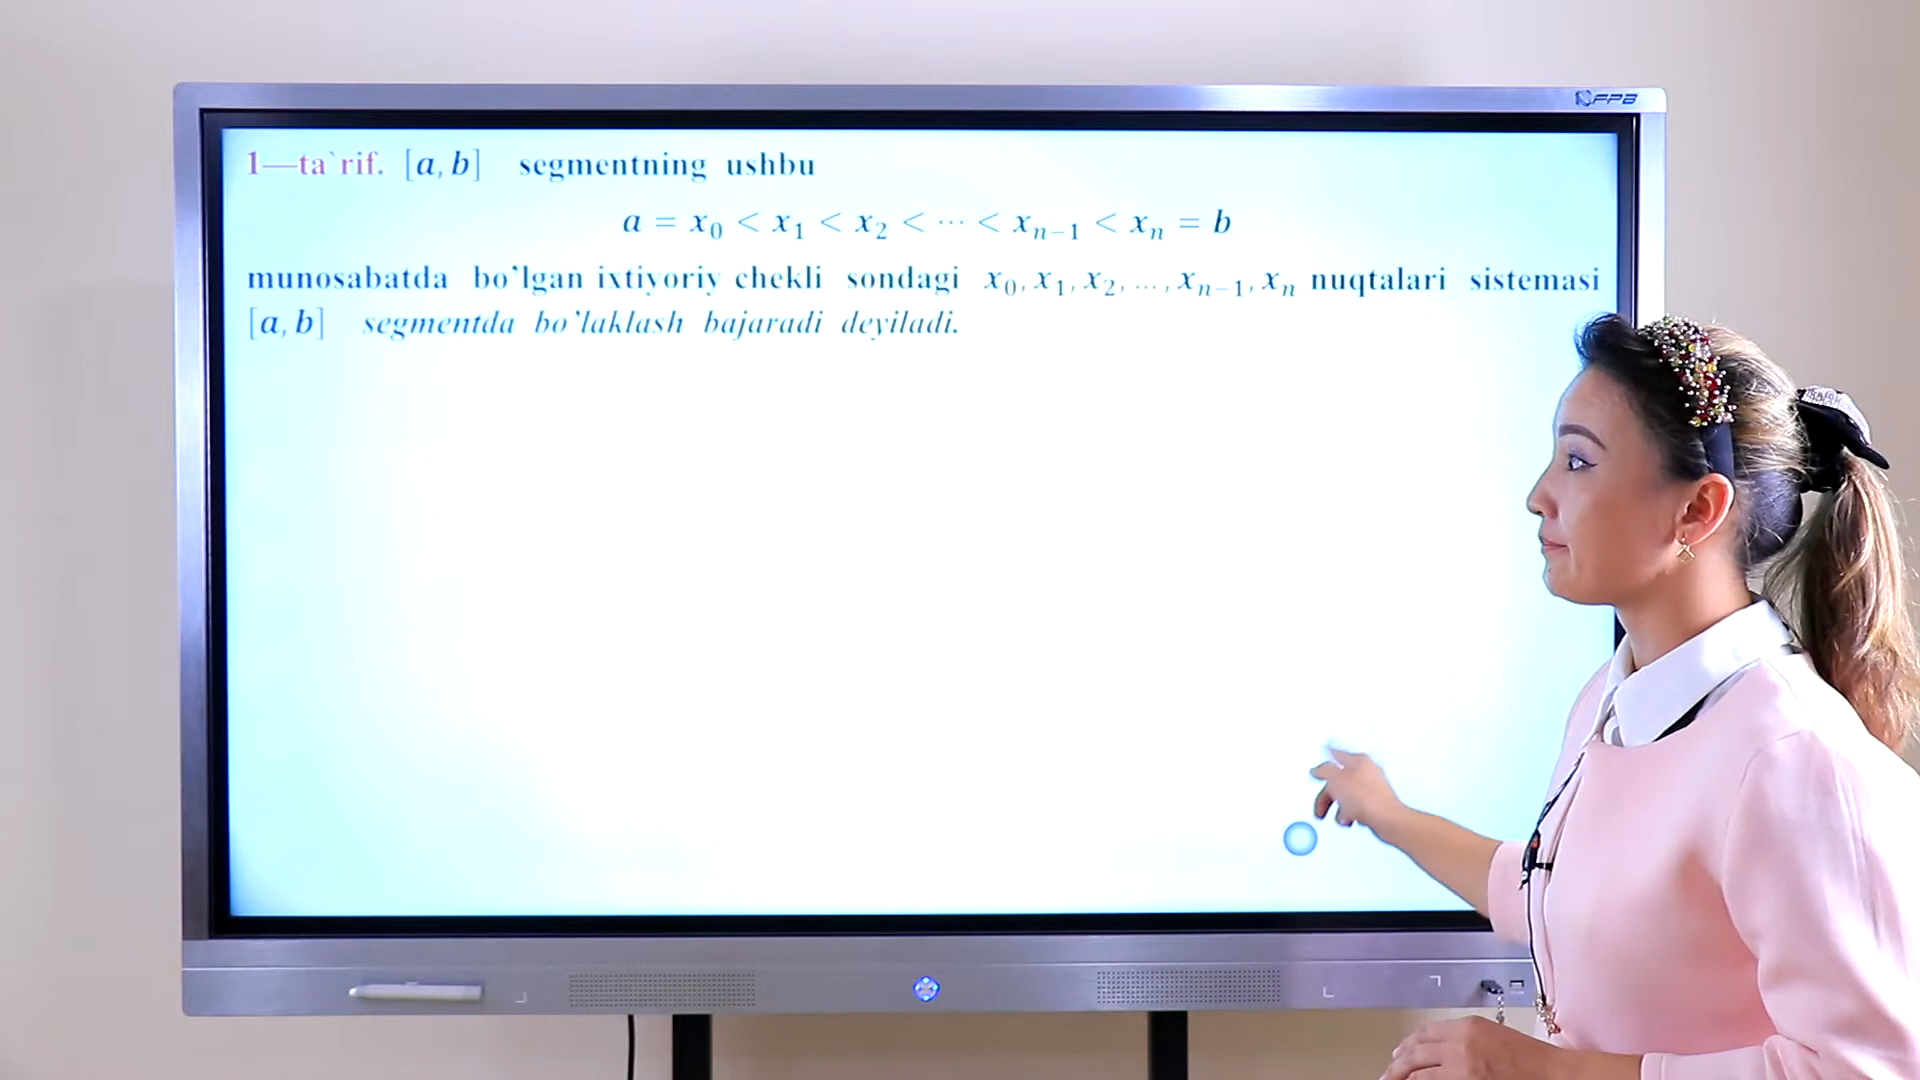 FPB
1—ta`rif. [a, b] segmentning ushbu
a = x₀ < x₁ < x₂ < ··· < xₙ₋₁ < xₙ = b
munosabatda bo’lgan ixtiyoriy chekli sondagi x₀, x₁, x₂, ..., xₙ₋₁, xₙ nuqtalari sistemasi
[a, b] segmentda bo’laklash bajaradi deyiladi.